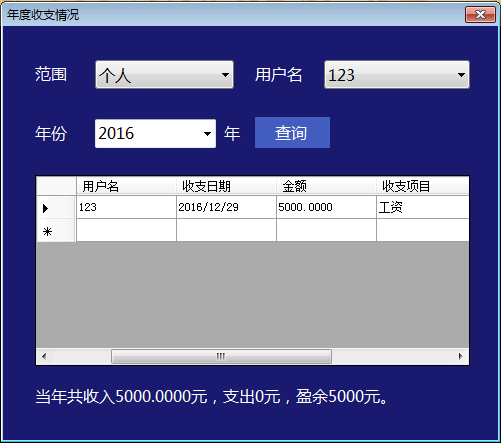 年度收支情况
范围 个人 用户名 123
年份 2016 年 查询
用户名 收支日期 金额 收支项目
123 2016/12/29 5000.0000 工资
当年共收入5000.0000元，支出0元，盈余5000元。